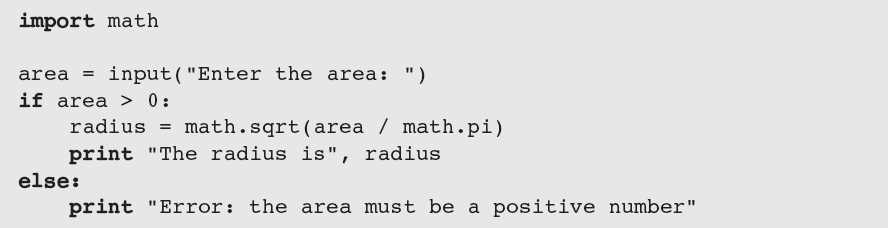 import math
area = input("Enter the area: ")
if area > 0:
    radius = math.sqrt(area / math.pi)
    print "The radius is", radius
else:
    print "Error: the area must be a positive number"